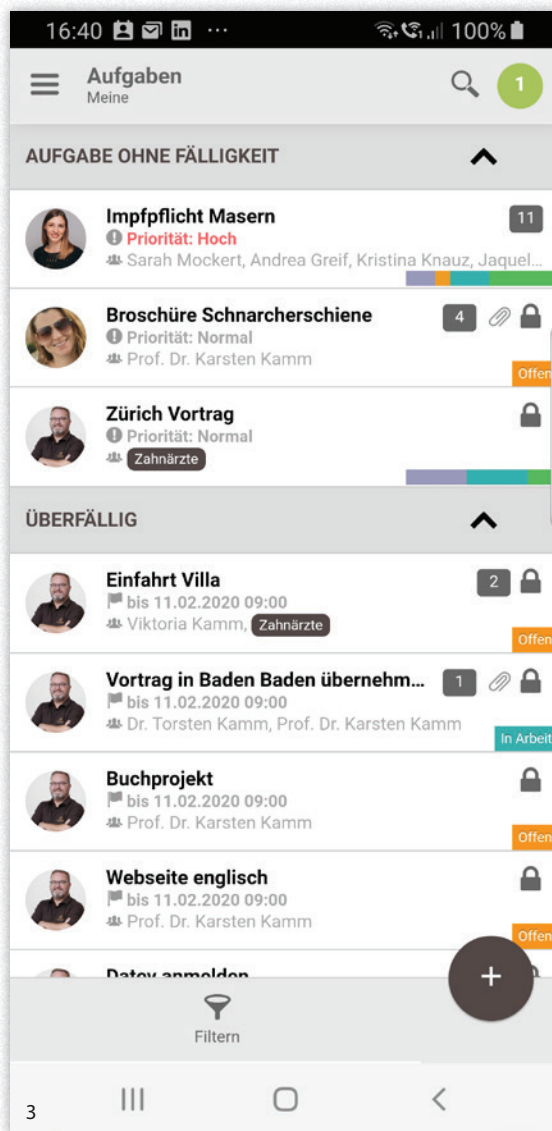 16:40 in ... 100%
Aufgaben
Meine
1
AUFGABE OHNE FÄLLIGKEIT
Impfpflicht Masern 11
Priorität: Hoch
Sarah Mockert, Andrea Greif, Kristina Knauz, Jaquel...
Broschüre Schnarcherschiene 4
Priorität: Normal
Prof. Dr. Karsten Kamm
Offen
Zürich Vortrag
Priorität: Normal
Zahnärzte
ÜBERFÄLLIG
Einfahrt Villa 2
bis 11.02.2020 09:00
Viktoria Kamm, Zahnärzte
Offen
Vortrag in Baden Baden übernehm... 1
bis 11.02.2020 09:00
Dr. Torsten Kamm, Prof. Dr. Karsten Kamm
In Arbeit
Buchprojekt
bis 11.02.2020 09:00
Prof. Dr. Karsten Kamm
Offen
Webseite englisch
bis 11.02.2020 09:00
Prof. Dr. Karsten Kamm
Offen
Datev anmelden
+
Filtern
3